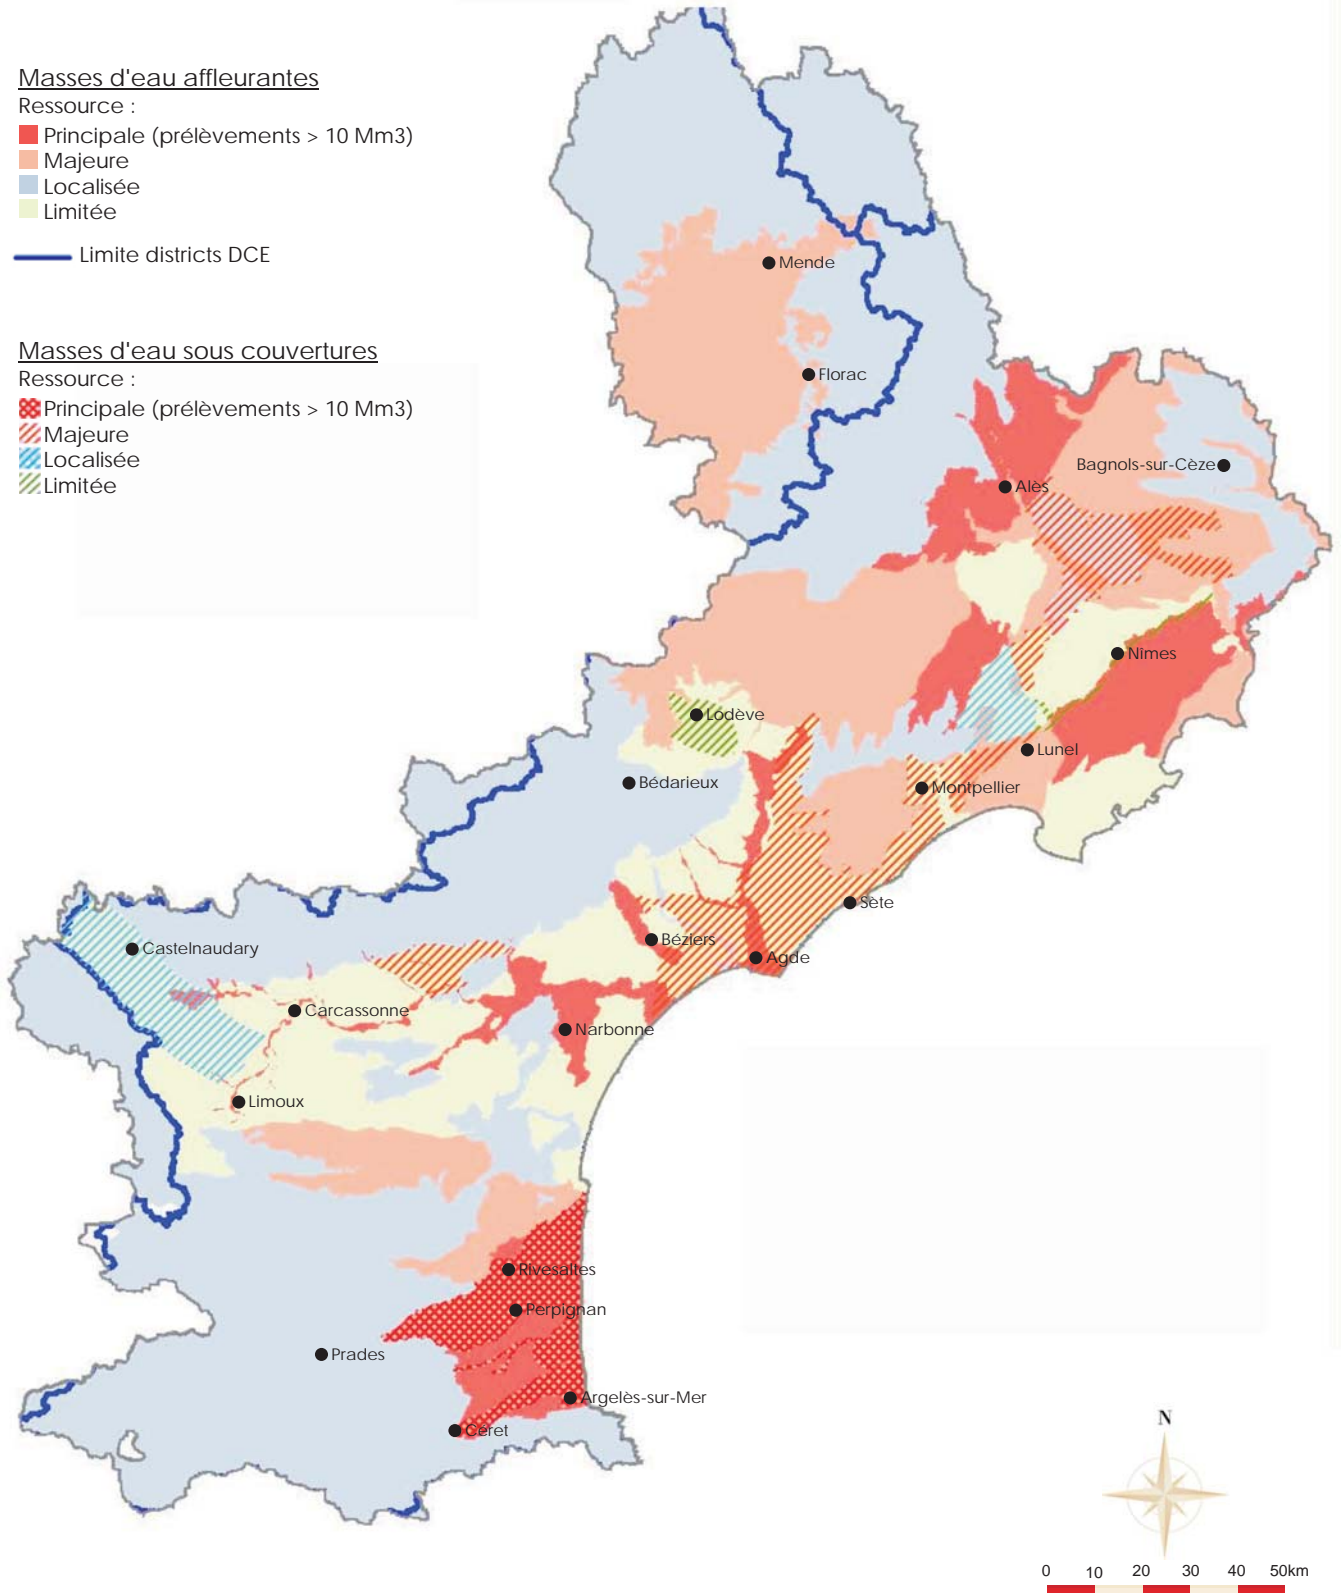 Masses d'eau affleurantes
Ressource :
Principale (prélèvements > 10 Mm3)
Majeure
Localisée
Limitée
Limite districts DCE
Masses d'eau sous couvertures
Ressource :
Principale (prélèvements > 10 Mm3)
Majeure
Localisée
Limitée
Mende
Florac
Bagnols-sur-Cèze
Alès
Nîmes
Lodève
Lunel
Bédarieux
Montpellier
Sète
Béziers
Castelnaudary
Agde
Carcassonne
Narbonne
Limoux
Rivesaltes
Perpignan
Prades
Argelès-sur-Mer
Céret
N
0 10 20 30 40 50km